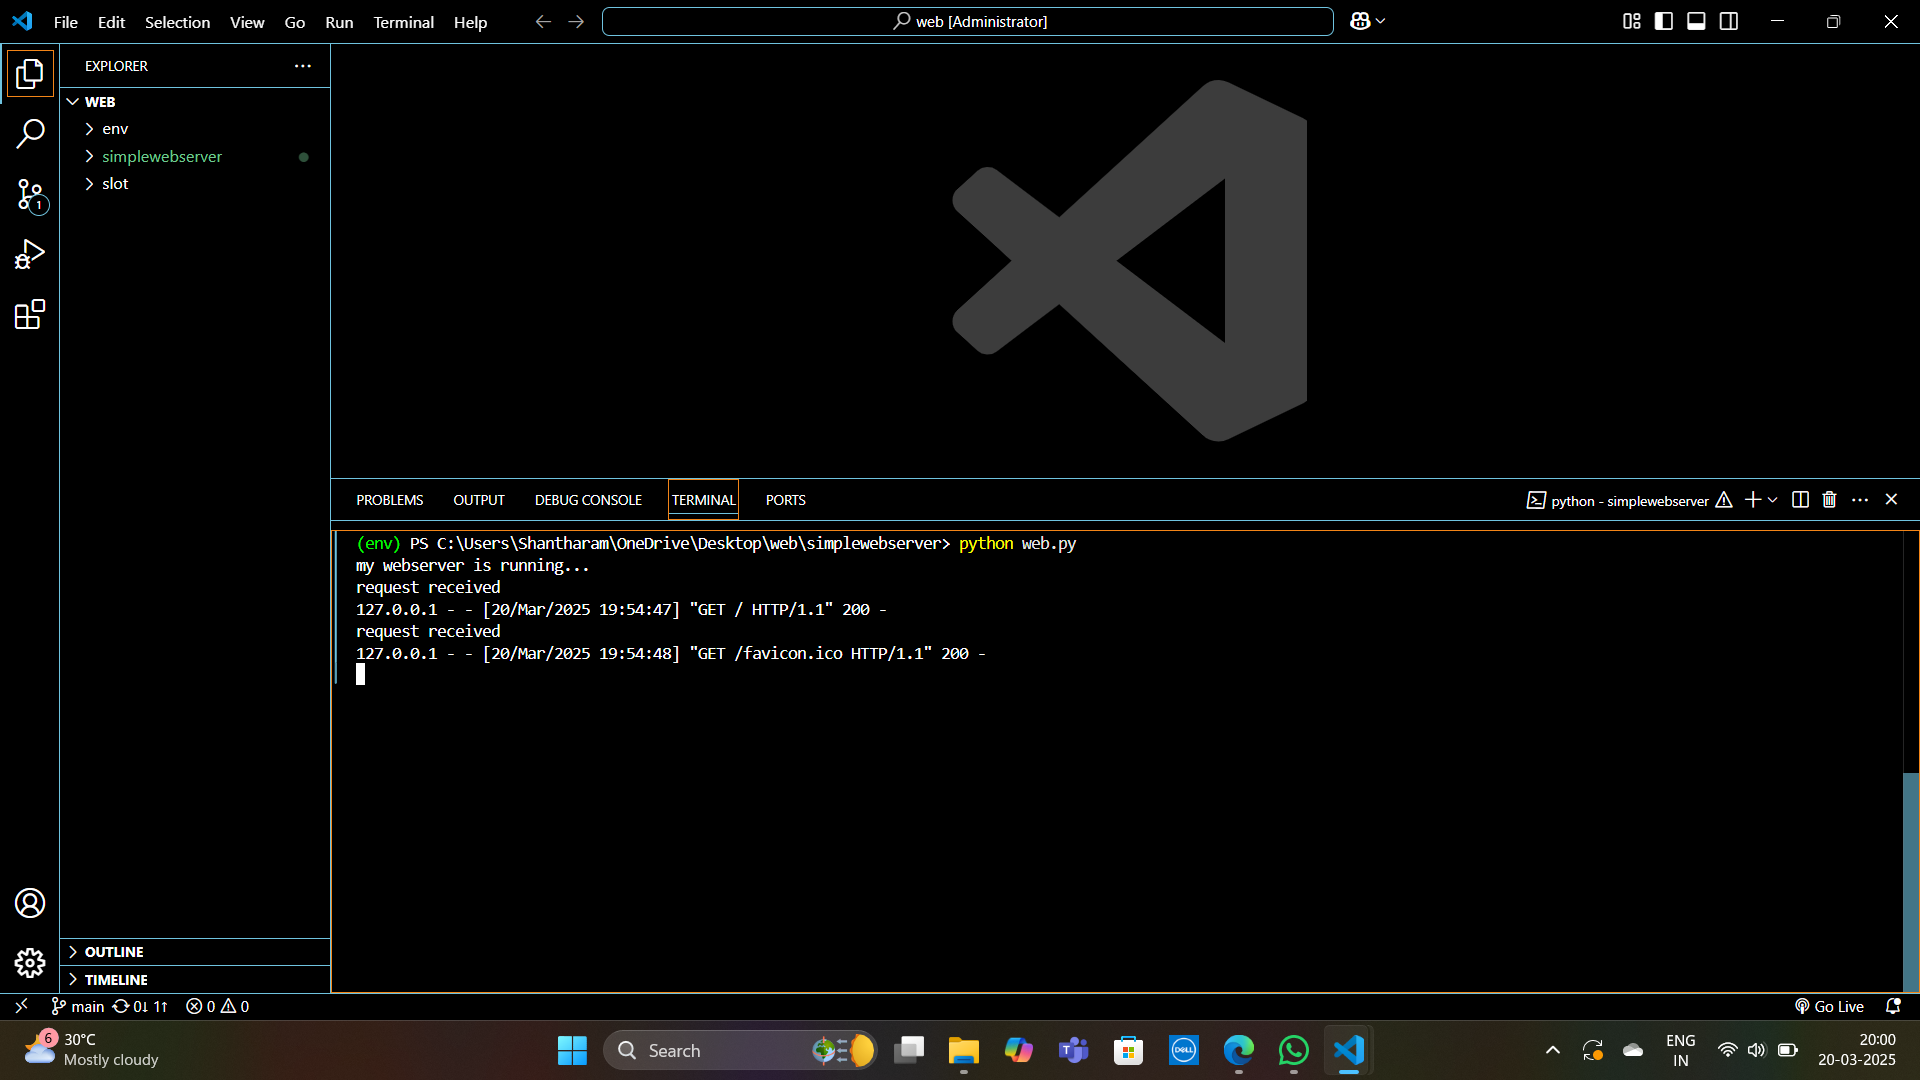 File Edit Selection View Go Run Terminal Help
web [Administrator]
EXPLORER
WEB
env
simplewebserver
slot
1
PROBLEMS OUTPUT DEBUG CONSOLE TERMINAL PORTS
python - simplewebserver
(env) PS C:\Users\Shantharam\OneDrive\Desktop\web\simplewebserver> python web.py
my webserver is running...
request received
127.0.0.1 - - [20/Mar/2025 19:54:47] "GET / HTTP/1.1" 200 -
request received
127.0.0.1 - - [20/Mar/2025 19:54:48] "GET /favicon.ico HTTP/1.1" 200 -
OUTLINE
TIMELINE
main 0↓ 1↑ 0 0
Go Live
6
30°C
Mostly cloudy
Search
DELL
ENG
IN
20:00
20-03-2025